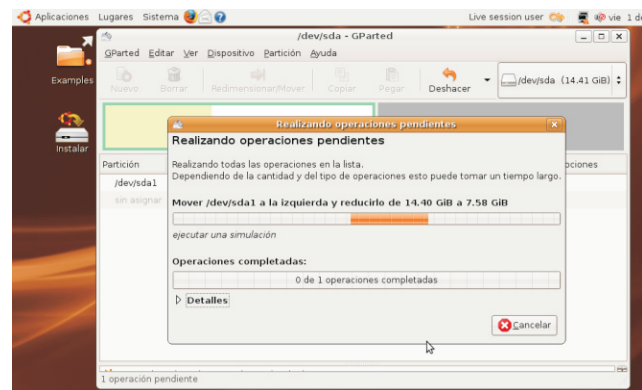 Aplicaciones Lugares Sistema Live session user vie 1 de
/dev/sda - GParted
GParted Editar Ver Dispositivo Partición Ayuda
Nuevo Borrar Redimensionar/Mover Copiar Pegar Deshacer /dev/sda (14.41 GiB)
Examples
Instalar
Realizando operaciones pendientes
Realizando operaciones pendientes
Realizando todas las operaciones en la lista.
Dependiendo de la cantidad y del tipo de operaciones esto puede tomar un tiempo largo.
Mover /dev/sda1 a la izquierda y reducirlo de 14.40 GiB a 7.58 GiB
ejecutar una simulación
Operaciones completadas:
0 de 1 operaciones completadas
Detalles
Cancelar
Partición
pciones
/dev/sda1
sin asignar
1 operación pendiente